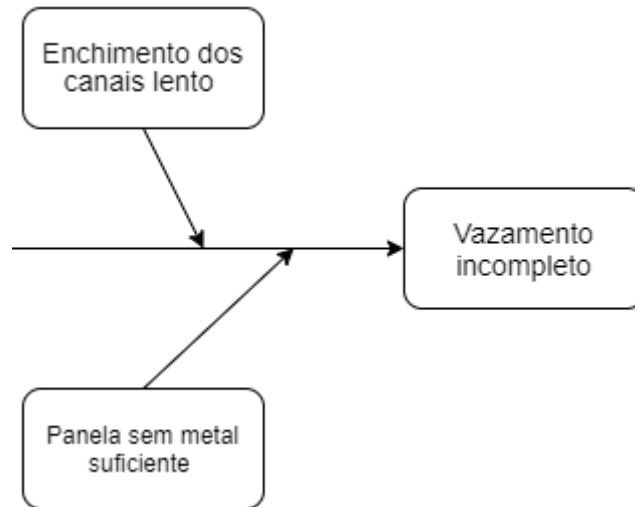 Enchimento dos
canais lento
Vazamento
incompleto
Panela sem metal
suficiente